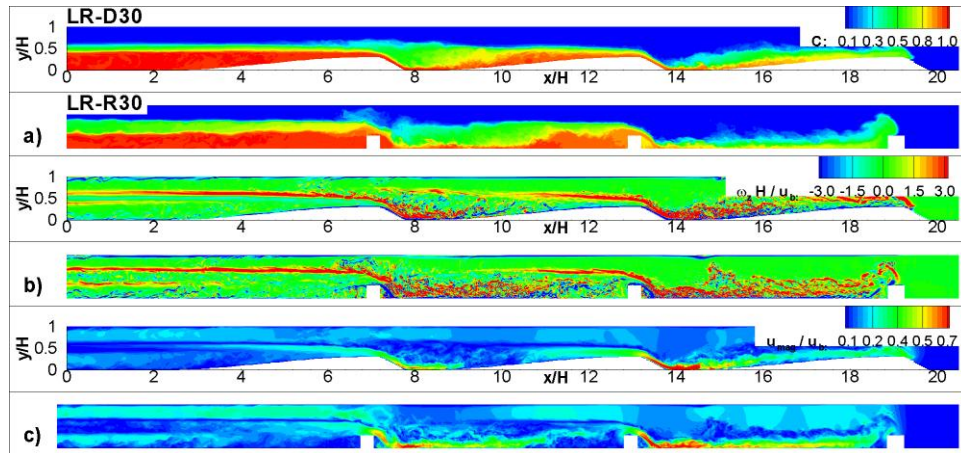 LR-D30
y/H
1
0.5
0
C: 0.1 0.3 0.5 0.8 1.0
0 2 4 6 8 10 12 14 16 18 20
x/H
LR-R30
a)
y/H
1
0.5
0
ωz H / ub: -3.0 -1.5 0.0 1.5 3.0
0 2 4 6 8 10 12 14 16 18 20
x/H
b)
y/H
1
0.5
0
umag / ub: 0.1 0.2 0.4 0.5 0.7
0 2 4 6 8 10 12 14 16 18 20
x/H
c)